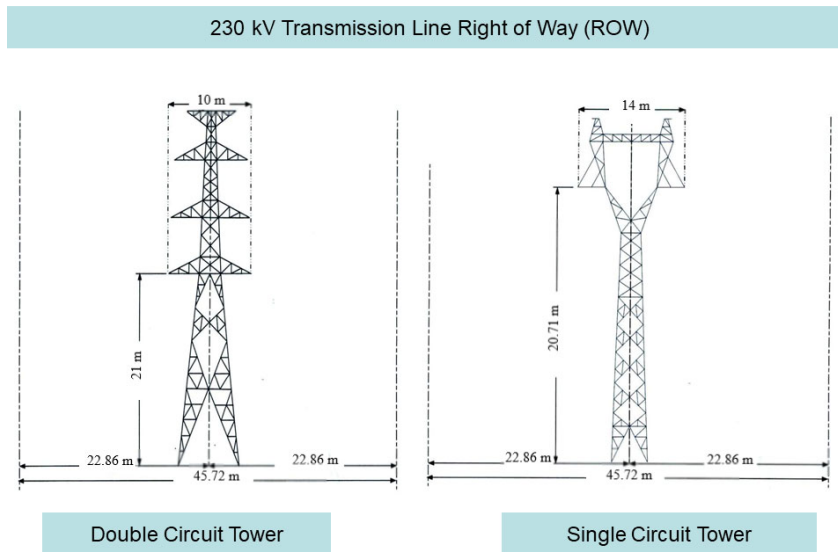 230 kV Transmission Line Right of Way (ROW)
10 m
21 m
22.86 m
22.86 m
45.72 m
Double Circuit Tower
14 m
20.71 m
22.86 m
22.86 m
45.72 m
Single Circuit Tower